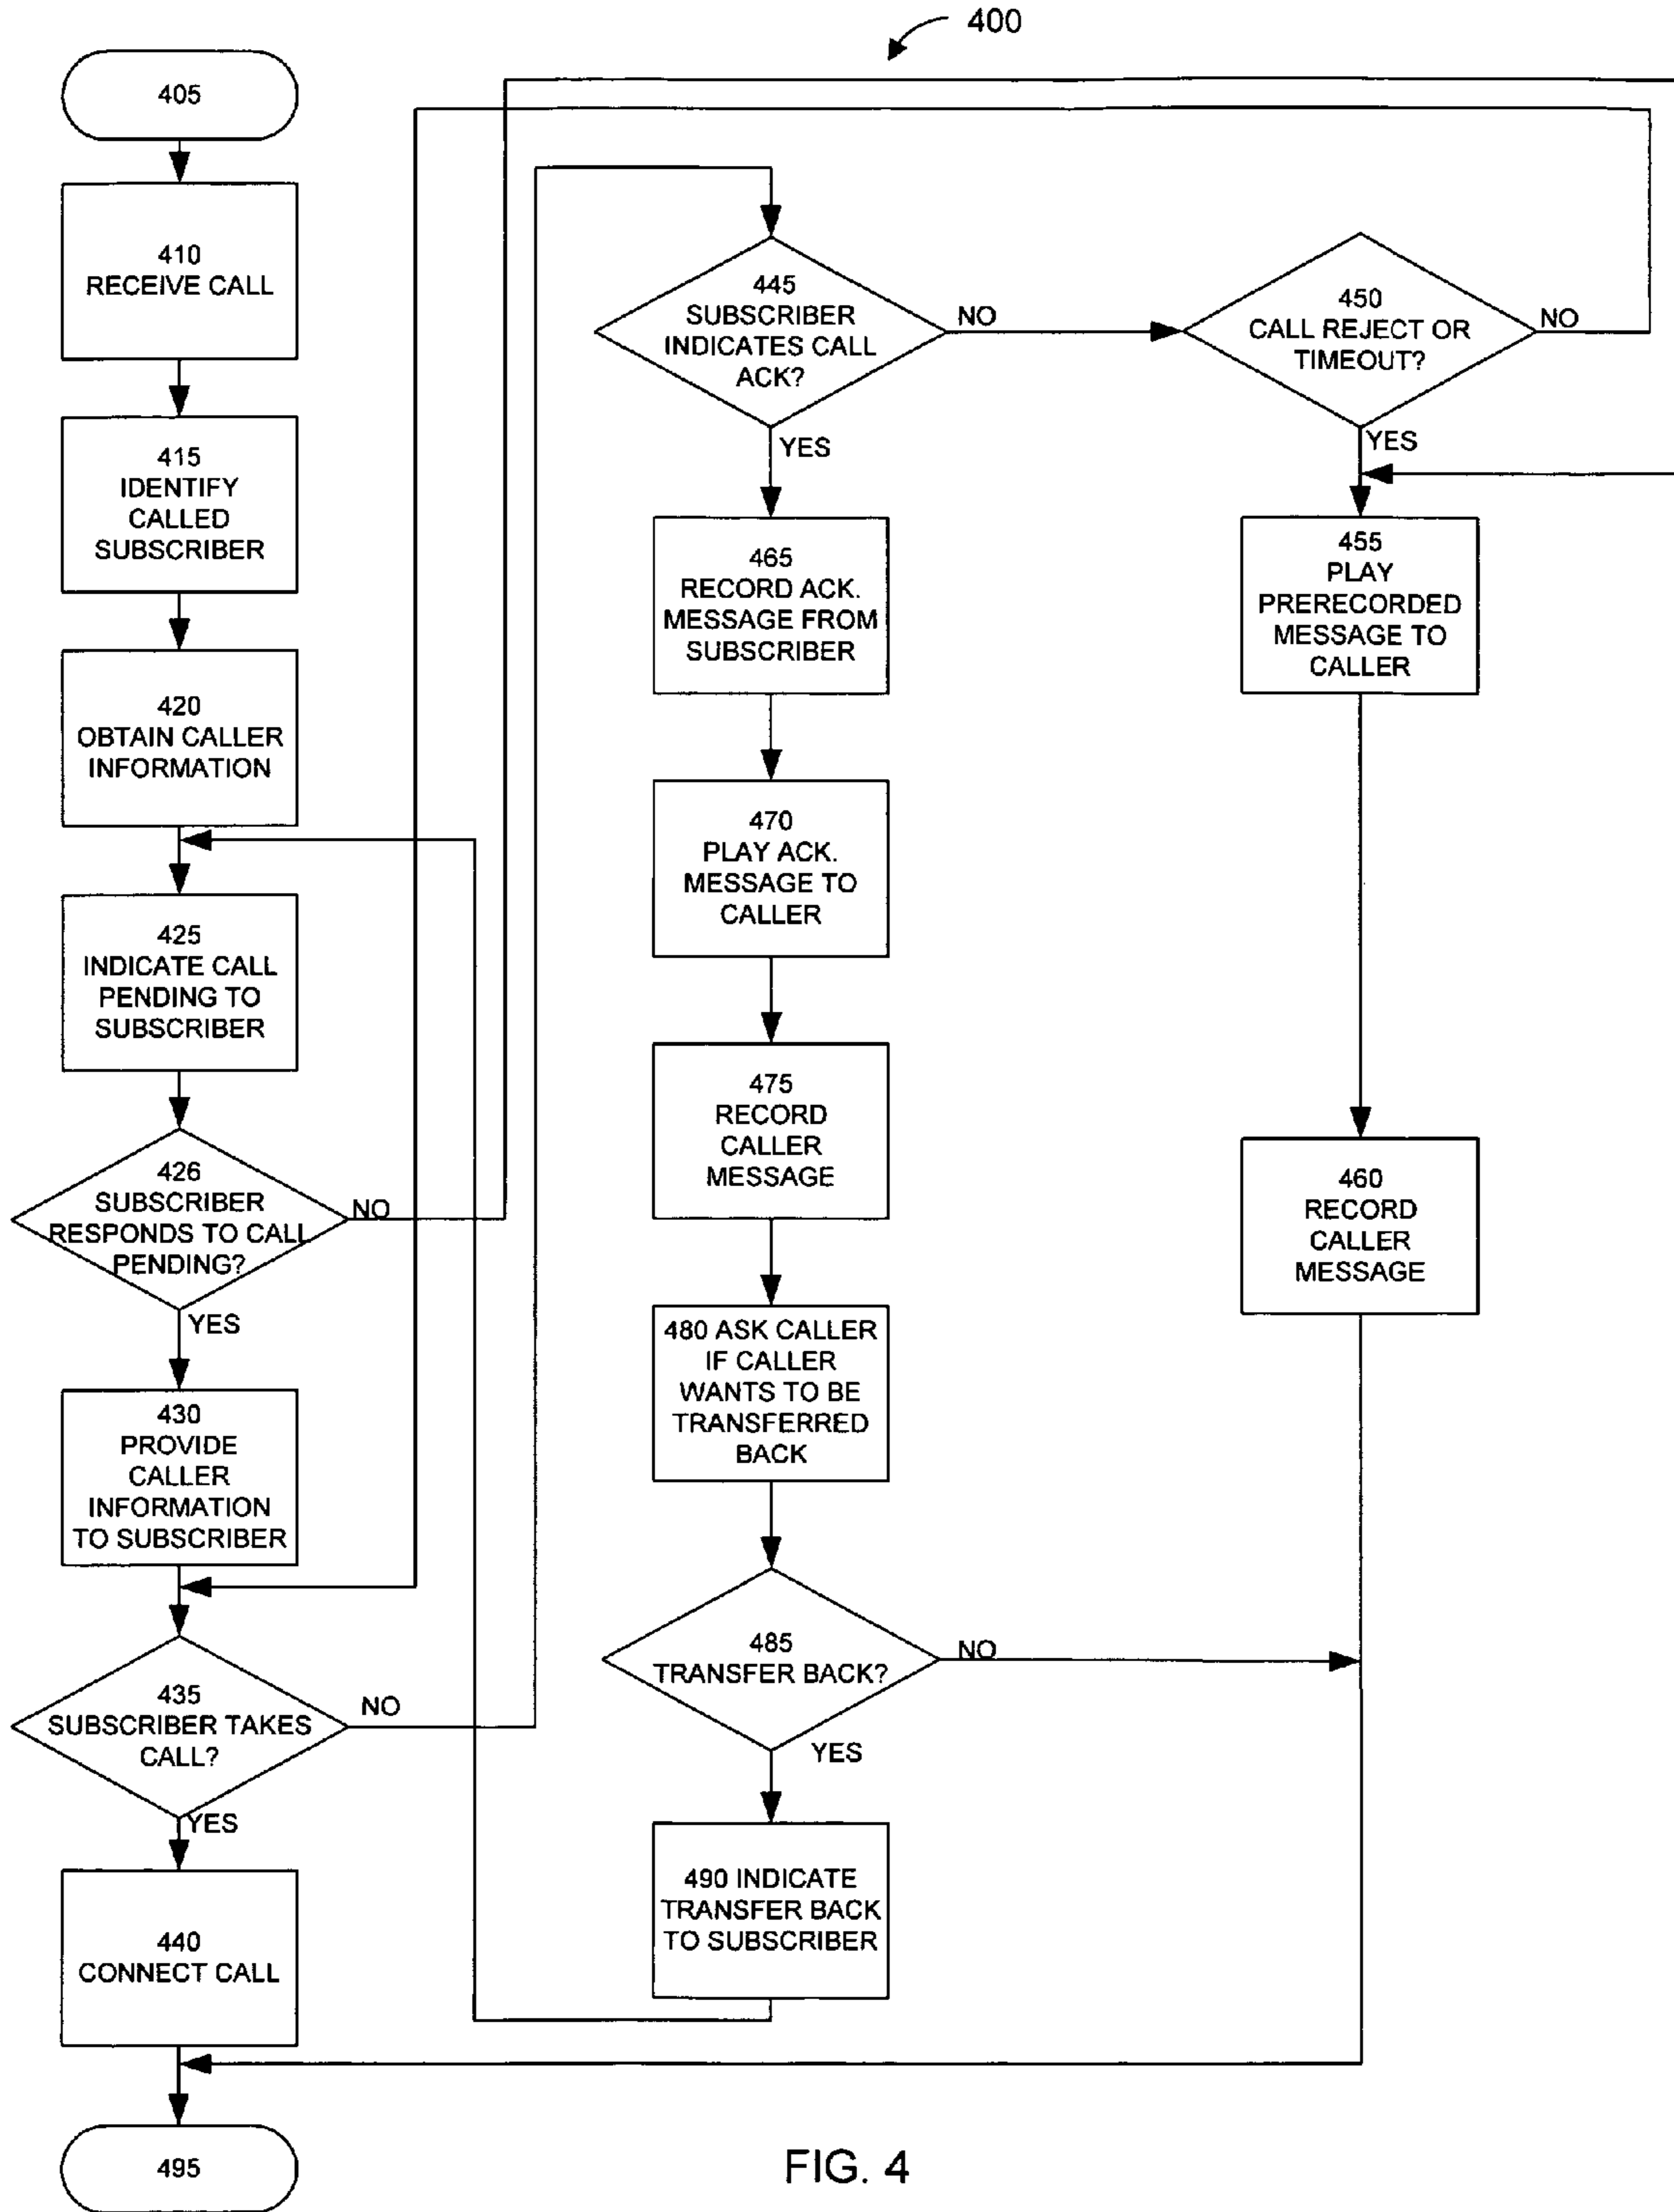 400
405
410
RECEIVE CALL
415
IDENTIFY
CALLED
SUBSCRIBER
420
OBTAIN CALLER
INFORMATION
425
INDICATE CALL
PENDING TO
SUBSCRIBER
426
SUBSCRIBER
RESPONDS TO CALL
PENDING?
NO
YES
430
PROVIDE
CALLER
INFORMATION
TO SUBSCRIBER
435
SUBSCRIBER TAKES
CALL?
NO
YES
440
CONNECT CALL
495
445
SUBSCRIBER
INDICATES CALL
ACK?
NO
YES
465
RECORD ACK.
MESSAGE FROM
SUBSCRIBER
470
PLAY ACK.
MESSAGE TO
CALLER
475
RECORD
CALLER
MESSAGE
480 ASK CALLER
IF CALLER
WANTS TO BE
TRANSFERRED
BACK
485
TRANSFER BACK?
NO
YES
490 INDICATE
TRANSFER BACK
TO SUBSCRIBER
450
CALL REJECT OR
TIMEOUT?
NO
YES
455
PLAY
PRERECORDED
MESSAGE TO
CALLER
460
RECORD
CALLER
MESSAGE
FIG. 4